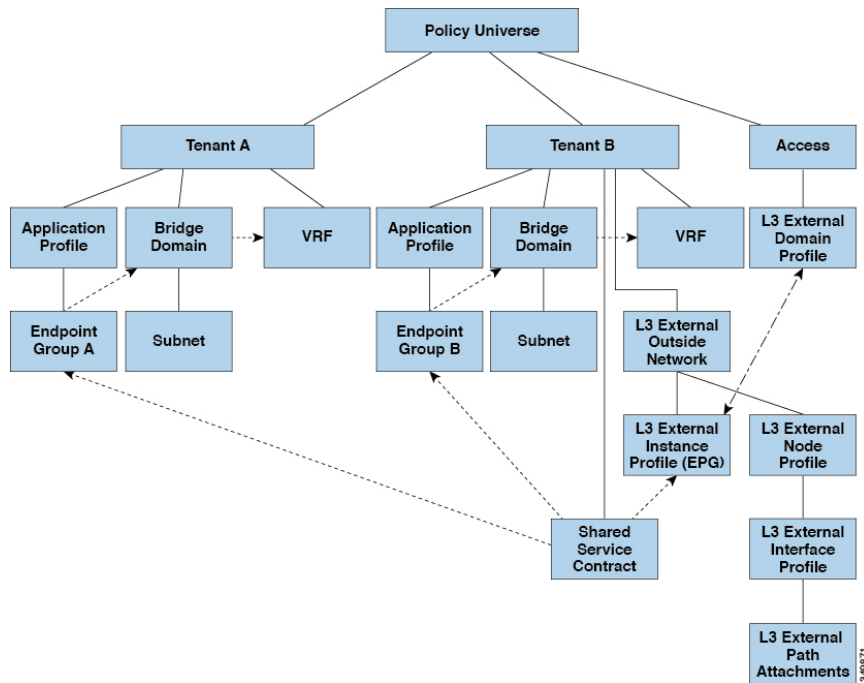 Policy Universe
Tenant A
Tenant B
Access
Application
Profile
Bridge
Domain
VRF
Application
Profile
Bridge
Domain
VRF
L3 External
Domain
Profile
Endpoint
Group A
Subnet
Endpoint
Group B
Subnet
L3 External
Outside
Network
L3 External
Instance
Profile (EPG)
L3 External
Node
Profile
Shared
Service
Contract
L3 External
Interface
Profile
L3 External
Path
Attachments
349871